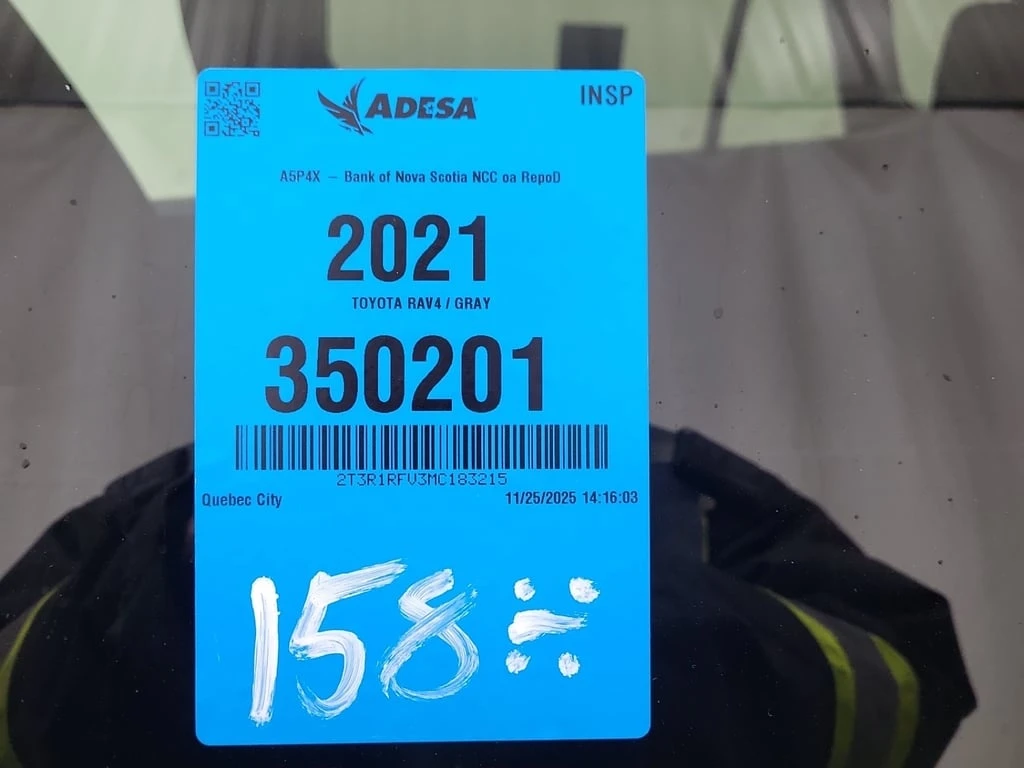 ADESA
INSP
A5P4X – Bank of Nova Scotia NCC oa RepoD
2021
TOYOTA RAV4 / GRAY
350201
2T3R1RFV3MC183215
Quebec City 11/25/2025 14:16:03
158